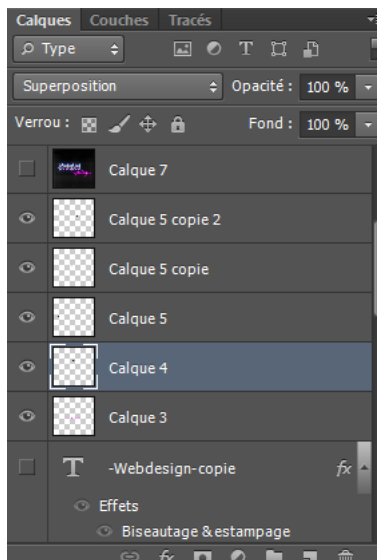 Calques Couches Tracés
Type T
Superposition Opacité : 100 %
Verrou : Fond : 100 %
Calque 7
Calque 5 copie 2
Calque 5 copie
Calque 5
Calque 4
Calque 3
T -Webdesign-copie fx
Effets
Biseautage & estampage
fx